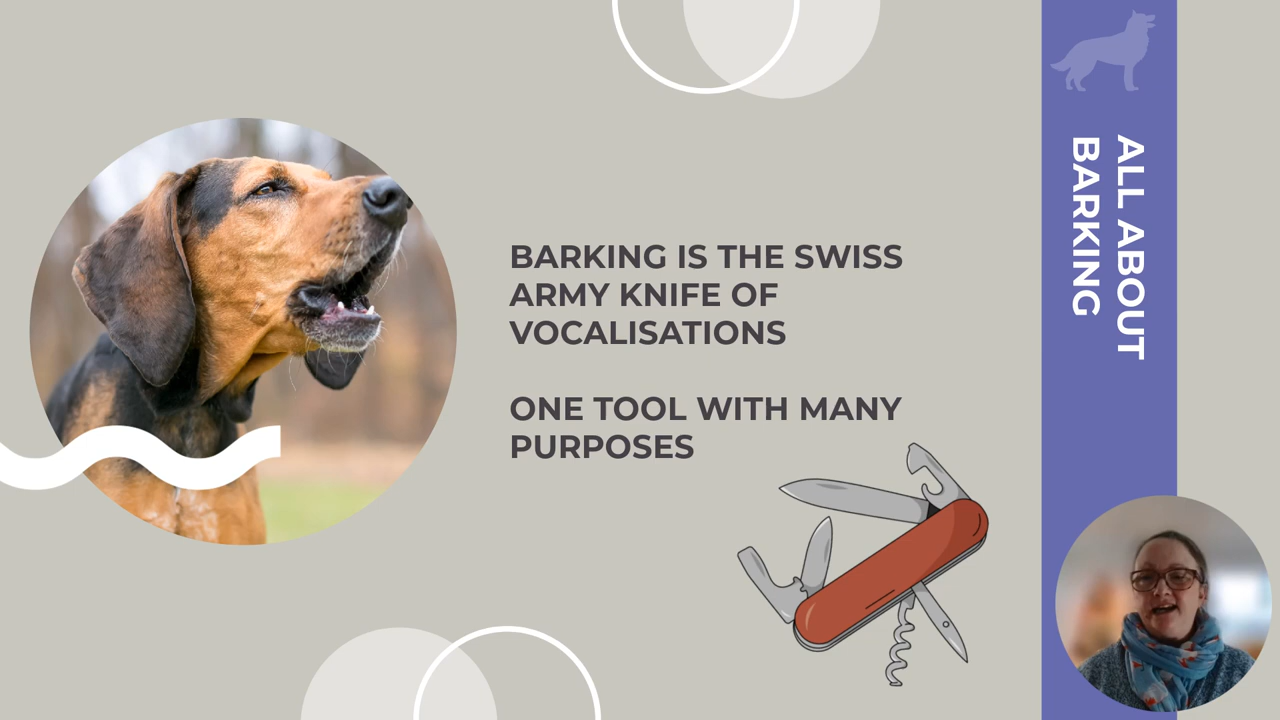 BARKING IS THE SWISS
ARMY KNIFE OF
VOCALISATIONS
ONE TOOL WITH MANY
PURPOSES
ALL ABOUT
BARKING